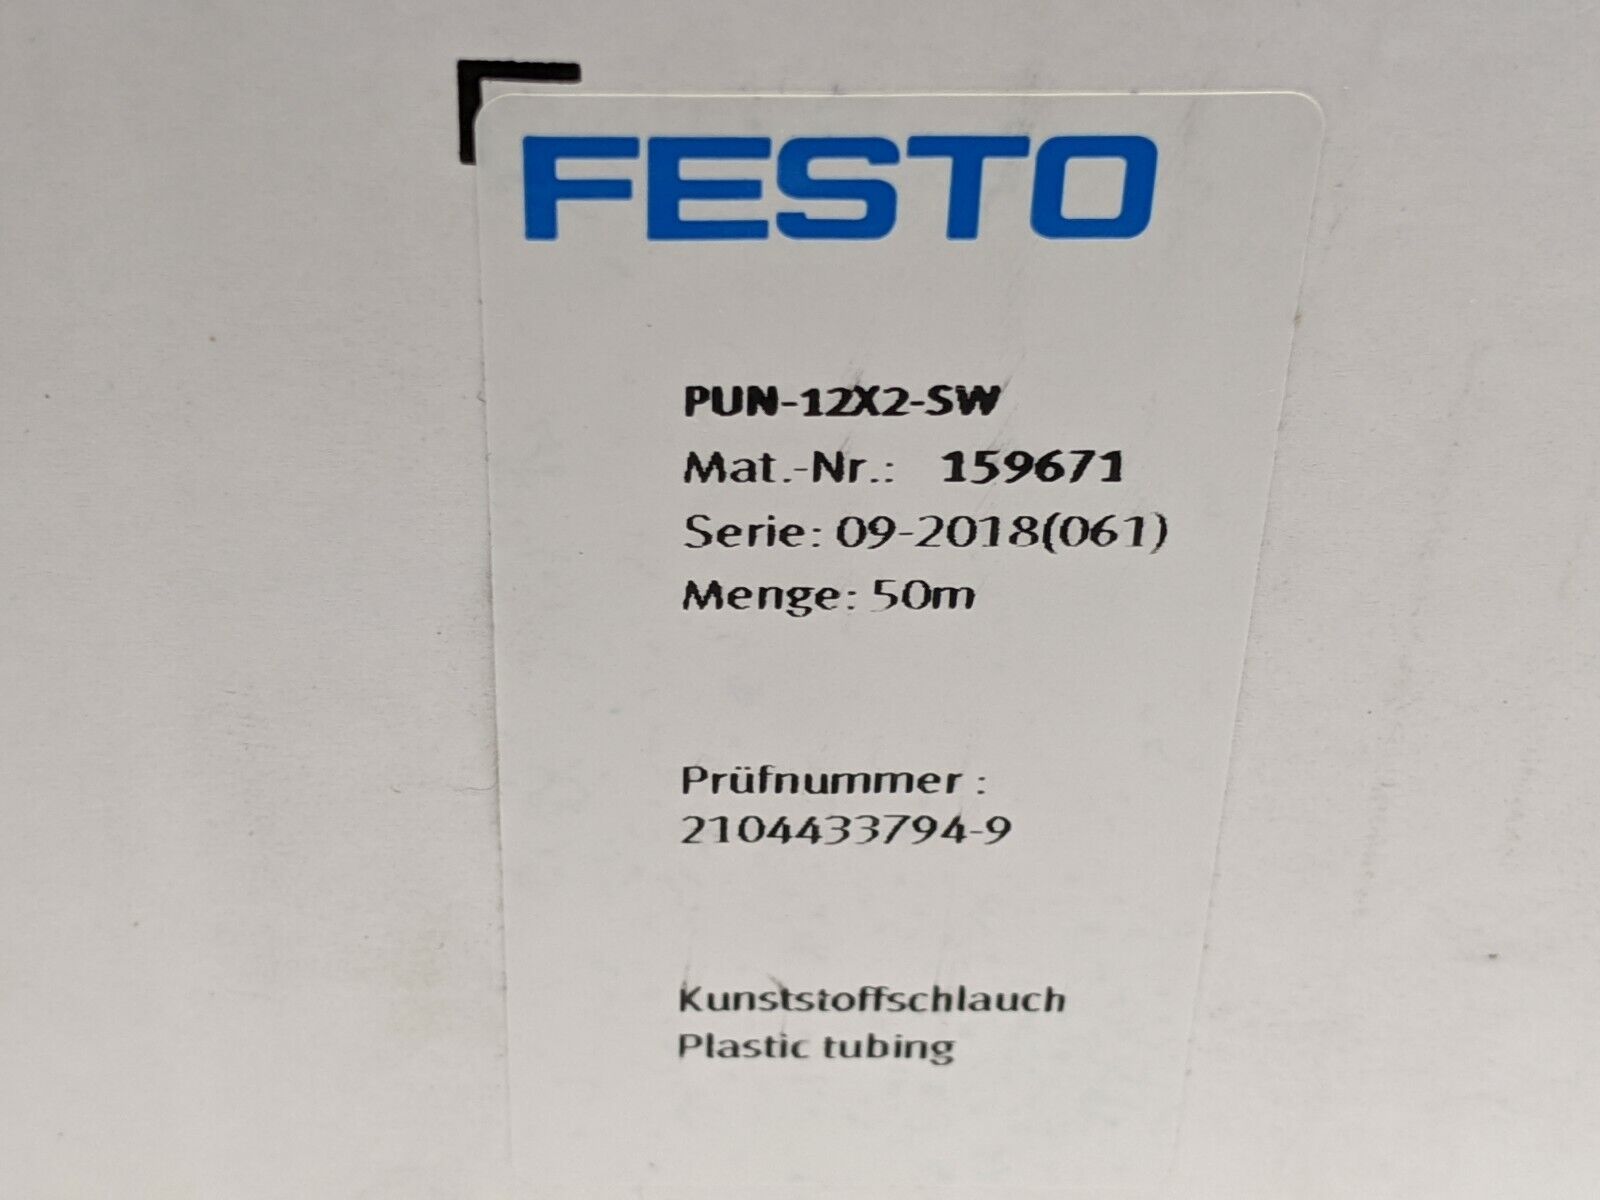 FESTO
PUN-12X2-SW
Mat.-Nr.: 159671
Serie: 09-2018(061)
Menge: 50m
Prüfnummer :
2104433794-9
Kunststoffschlauch
Plastic tubing